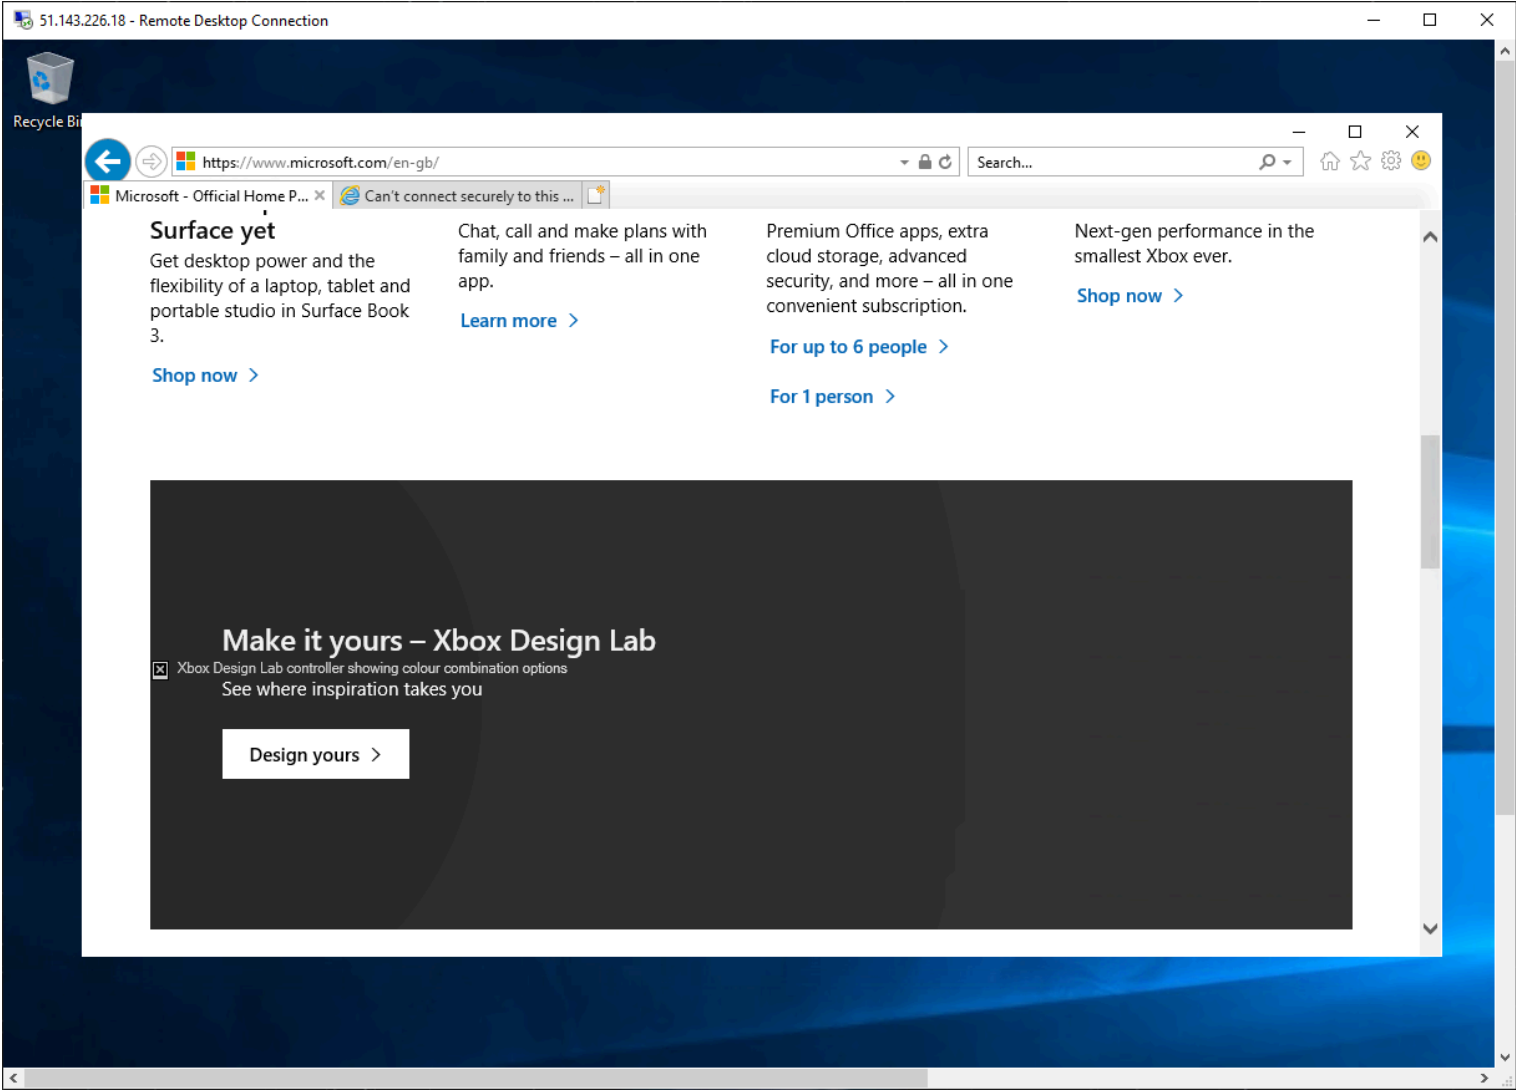 51.143.226.18 - Remote Desktop Connection
Recycle Bi
https://www.microsoft.com/en-gb/
Search...
Microsoft - Official Home P...
Can't connect securely to this ...
Surface yet
Get desktop power and the
flexibility of a laptop, tablet and
portable studio in Surface Book
3.
Shop now
Chat, call and make plans with
family and friends – all in one
app.
Learn more
Premium Office apps, extra
cloud storage, advanced
security, and more – all in one
convenient subscription.
For up to 6 people
For 1 person
Next-gen performance in the
smallest Xbox ever.
Shop now
Make it yours – Xbox Design Lab
Xbox Design Lab controller showing colour combination options
See where inspiration takes you
Design yours